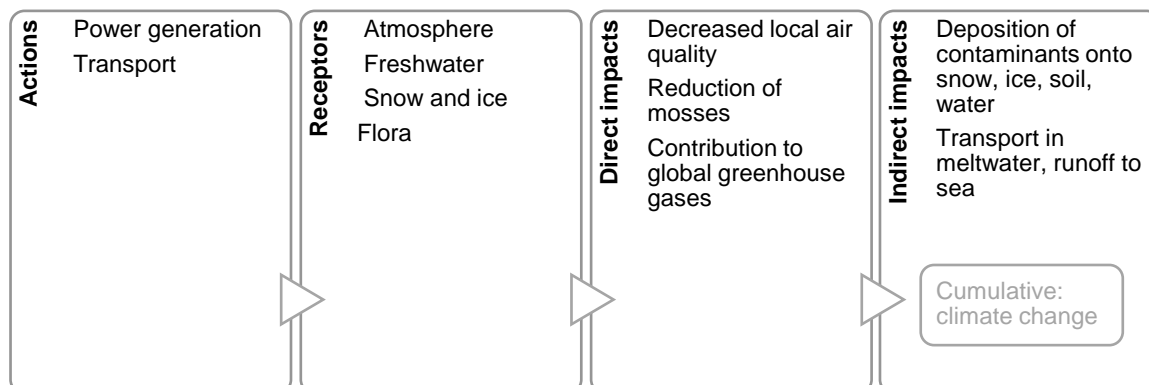 Actions
Power generation
Transport
Receptors
Atmosphere
Freshwater
Snow and ice
Flora
Direct impacts
Decreased local air
quality
Reduction of
mosses
Contribution to
global greenhouse
gases
Indirect impacts
Deposition of
contaminants onto
snow, ice, soil,
water
Transport in
meltwater, runoff to
sea
Cumulative:
climate change